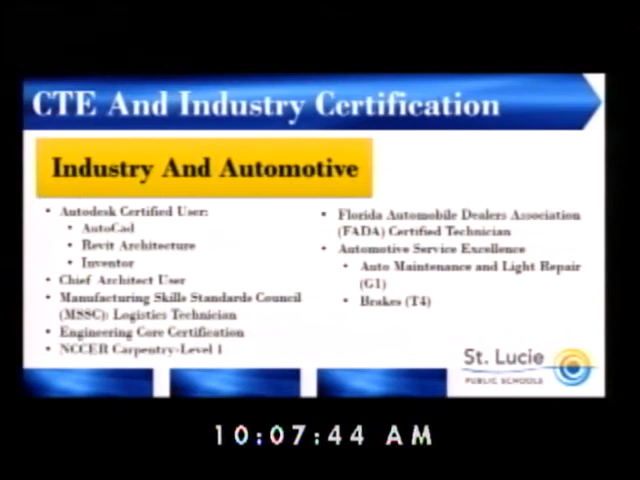 CTE And Industry Certification
Industry And Automotive
• Autodesk Certified User:
• AutoCad
• Revit Architecture
• Inventor
• Chief Architect User
• Manufacturing Skills Standards Council
(MSSC) Logistics Technician
• Engineering Core Certification
• NCCER Carpentry-Level 1
• Florida Automobile Dealers Association
(FADA) Certified Technician
• Automotive Service Excellence
• Auto Maintenance and Light Repair
(G1)
• Brakes (T4)
St. Lucie
PUBLIC SCHOOLS
10:07:44 AM